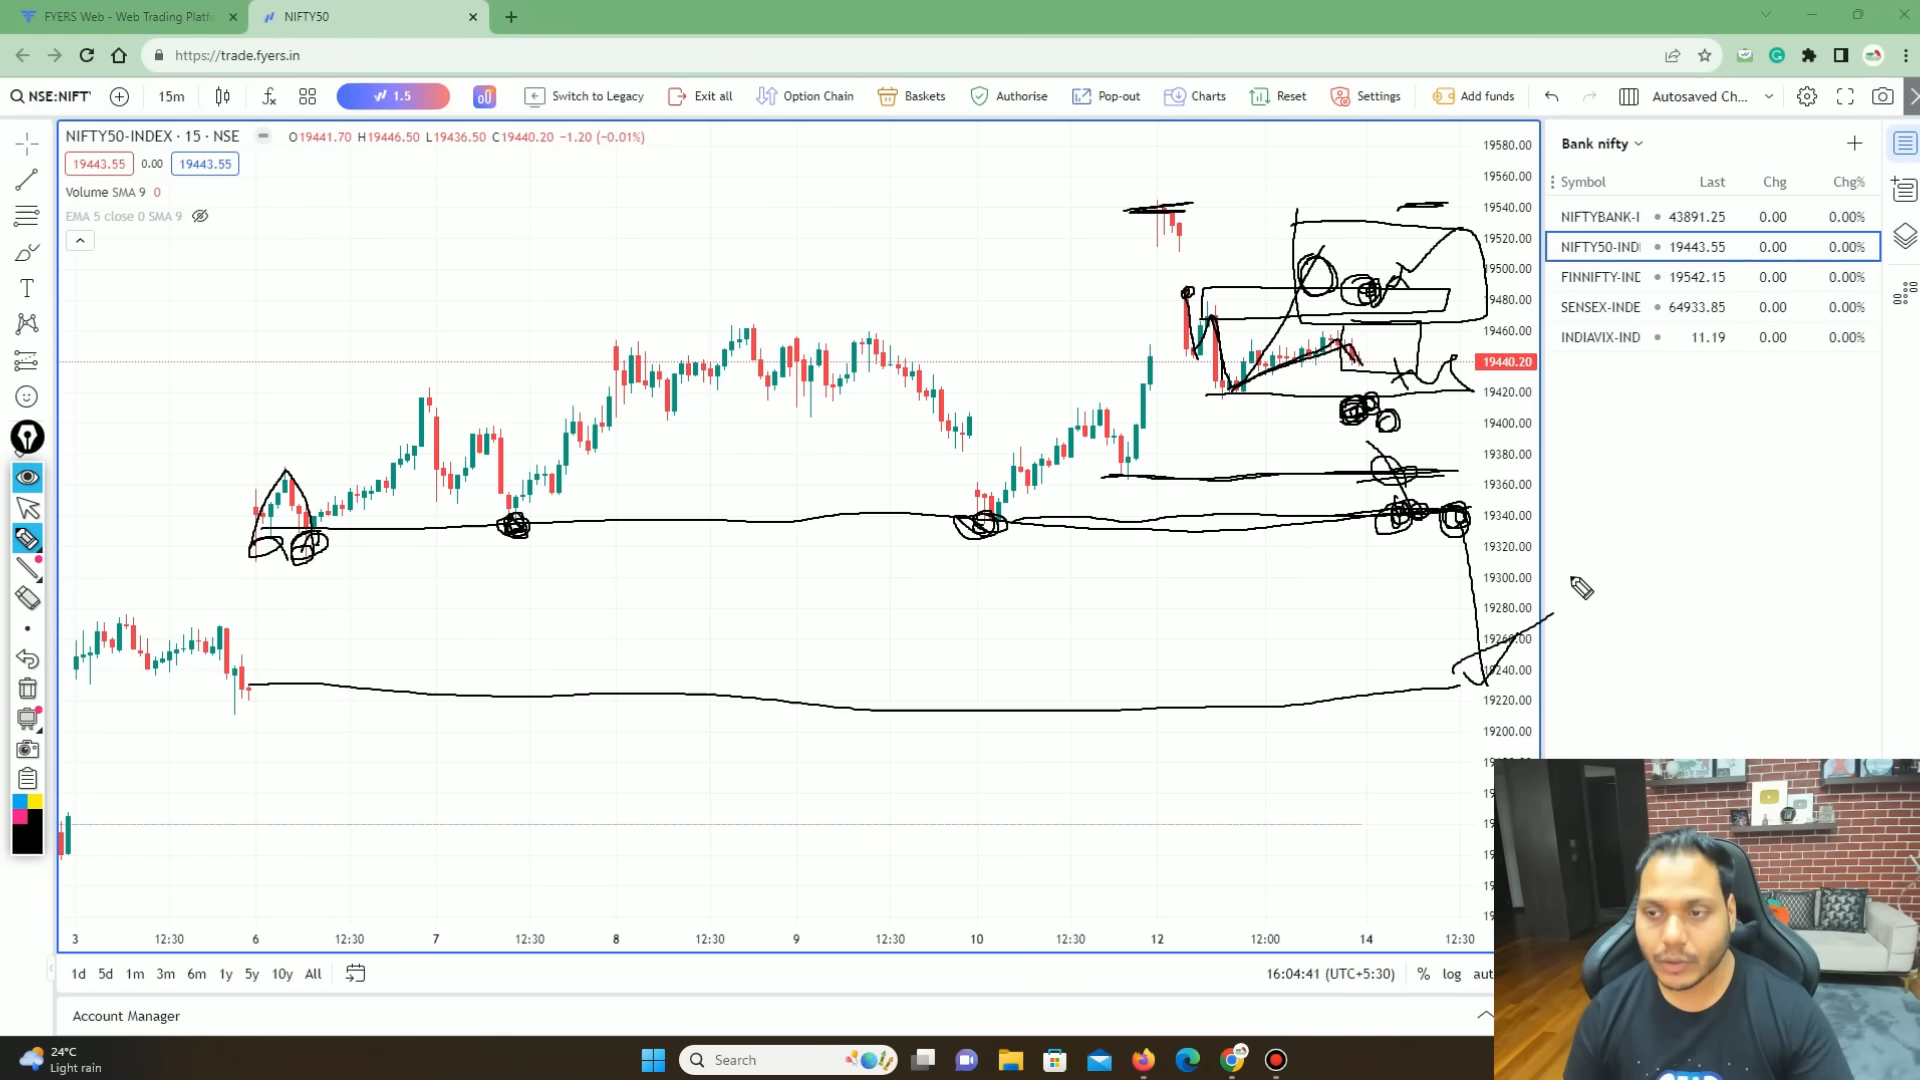 FYERS Web - Web Trading Platf
NIFTY50
https://trade.fyers.in
NSE:NIFTY
15m
1.5
Switch to Legacy
Exit all
Option Chain
Baskets
Authorise
Pop-out
Charts
Reset
Settings
Add funds
Autosaved Ch...
NIFTY50-INDEX · 15 · NSE
O19441.70 H19446.50 L19436.50 C19440.20 −1.20 (−0.01%)
19443.55 0.00 19443.55
Volume SMA 9 0
EMA 5 close 0 SMA 9
19580.00
19560.00
19540.00
19520.00
19500.00
19480.00
19460.00
19440.20
19420.00
19400.00
19380.00
19360.00
19340.00
19320.00
19300.00
19280.00
19260.00
19240.00
19220.00
19200.00
Bank nifty
Symbol Last Chg Chg%
NIFTYBANK-I 43891.25 0.00 0.00%
NIFTY50-INDI 19443.55 0.00 0.00%
FINNIFTY-IND 19542.15 0.00 0.00%
SENSEX-INDE 64933.85 0.00 0.00%
INDIAVIX-IND 11.19 0.00 0.00%
3 12:30 6 12:30 7 12:30 8 12:30 9 12:30 10 12:30 12 12:00 14 12:30
1d 5d 1m 3m 6m 1y 5y 10y All
16:04:41 (UTC+5:30) % log aut
Account Manager
24°C
Light rain
Search